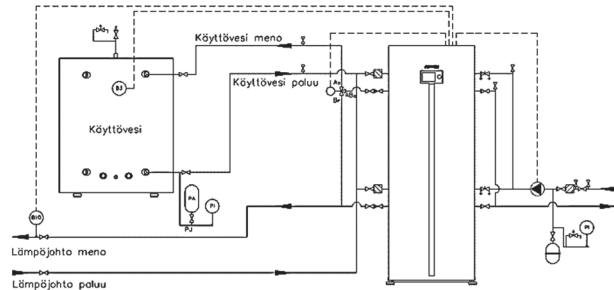 Käyttövesi meno
Käyttövesi paluu
B3
Käyttövesi
PA
PI
PJ
B10
PI
Lämpöjohto meno
Lämpöjohto paluu